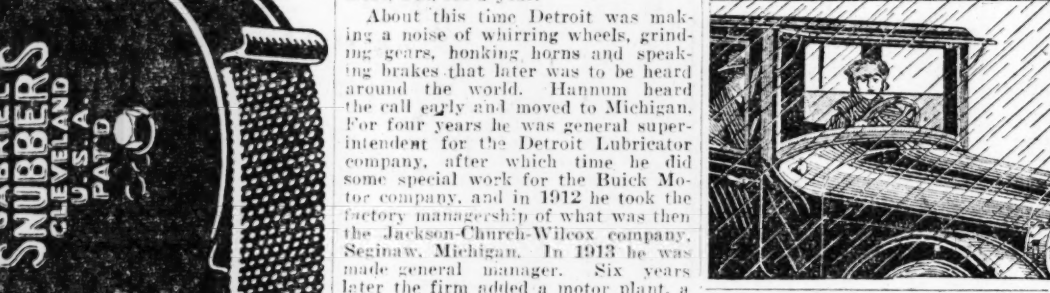 GABRIEL
SNUBBERS
CLEVELAND
U.S.A.
PAT'D
About this time Detroit was mak-
ing a noise of whirring wheels, grind-
ing gears, honking horns and speak-
ing brakes that later was to be heard
around the world. Hannum heard
the call early and moved to Michigan.
For four years he was general super-
intendent for the Detroit Lubricator
company, after which time he did
some special work for the Buick Mo-
tor company, and in 1912 he took the
factory managership of what was then
the Jackson-Church-Wilcox company,
Seginaw, Michigan. In 1913 he was
made general manager. Six years
later the firm added a motor plant, a